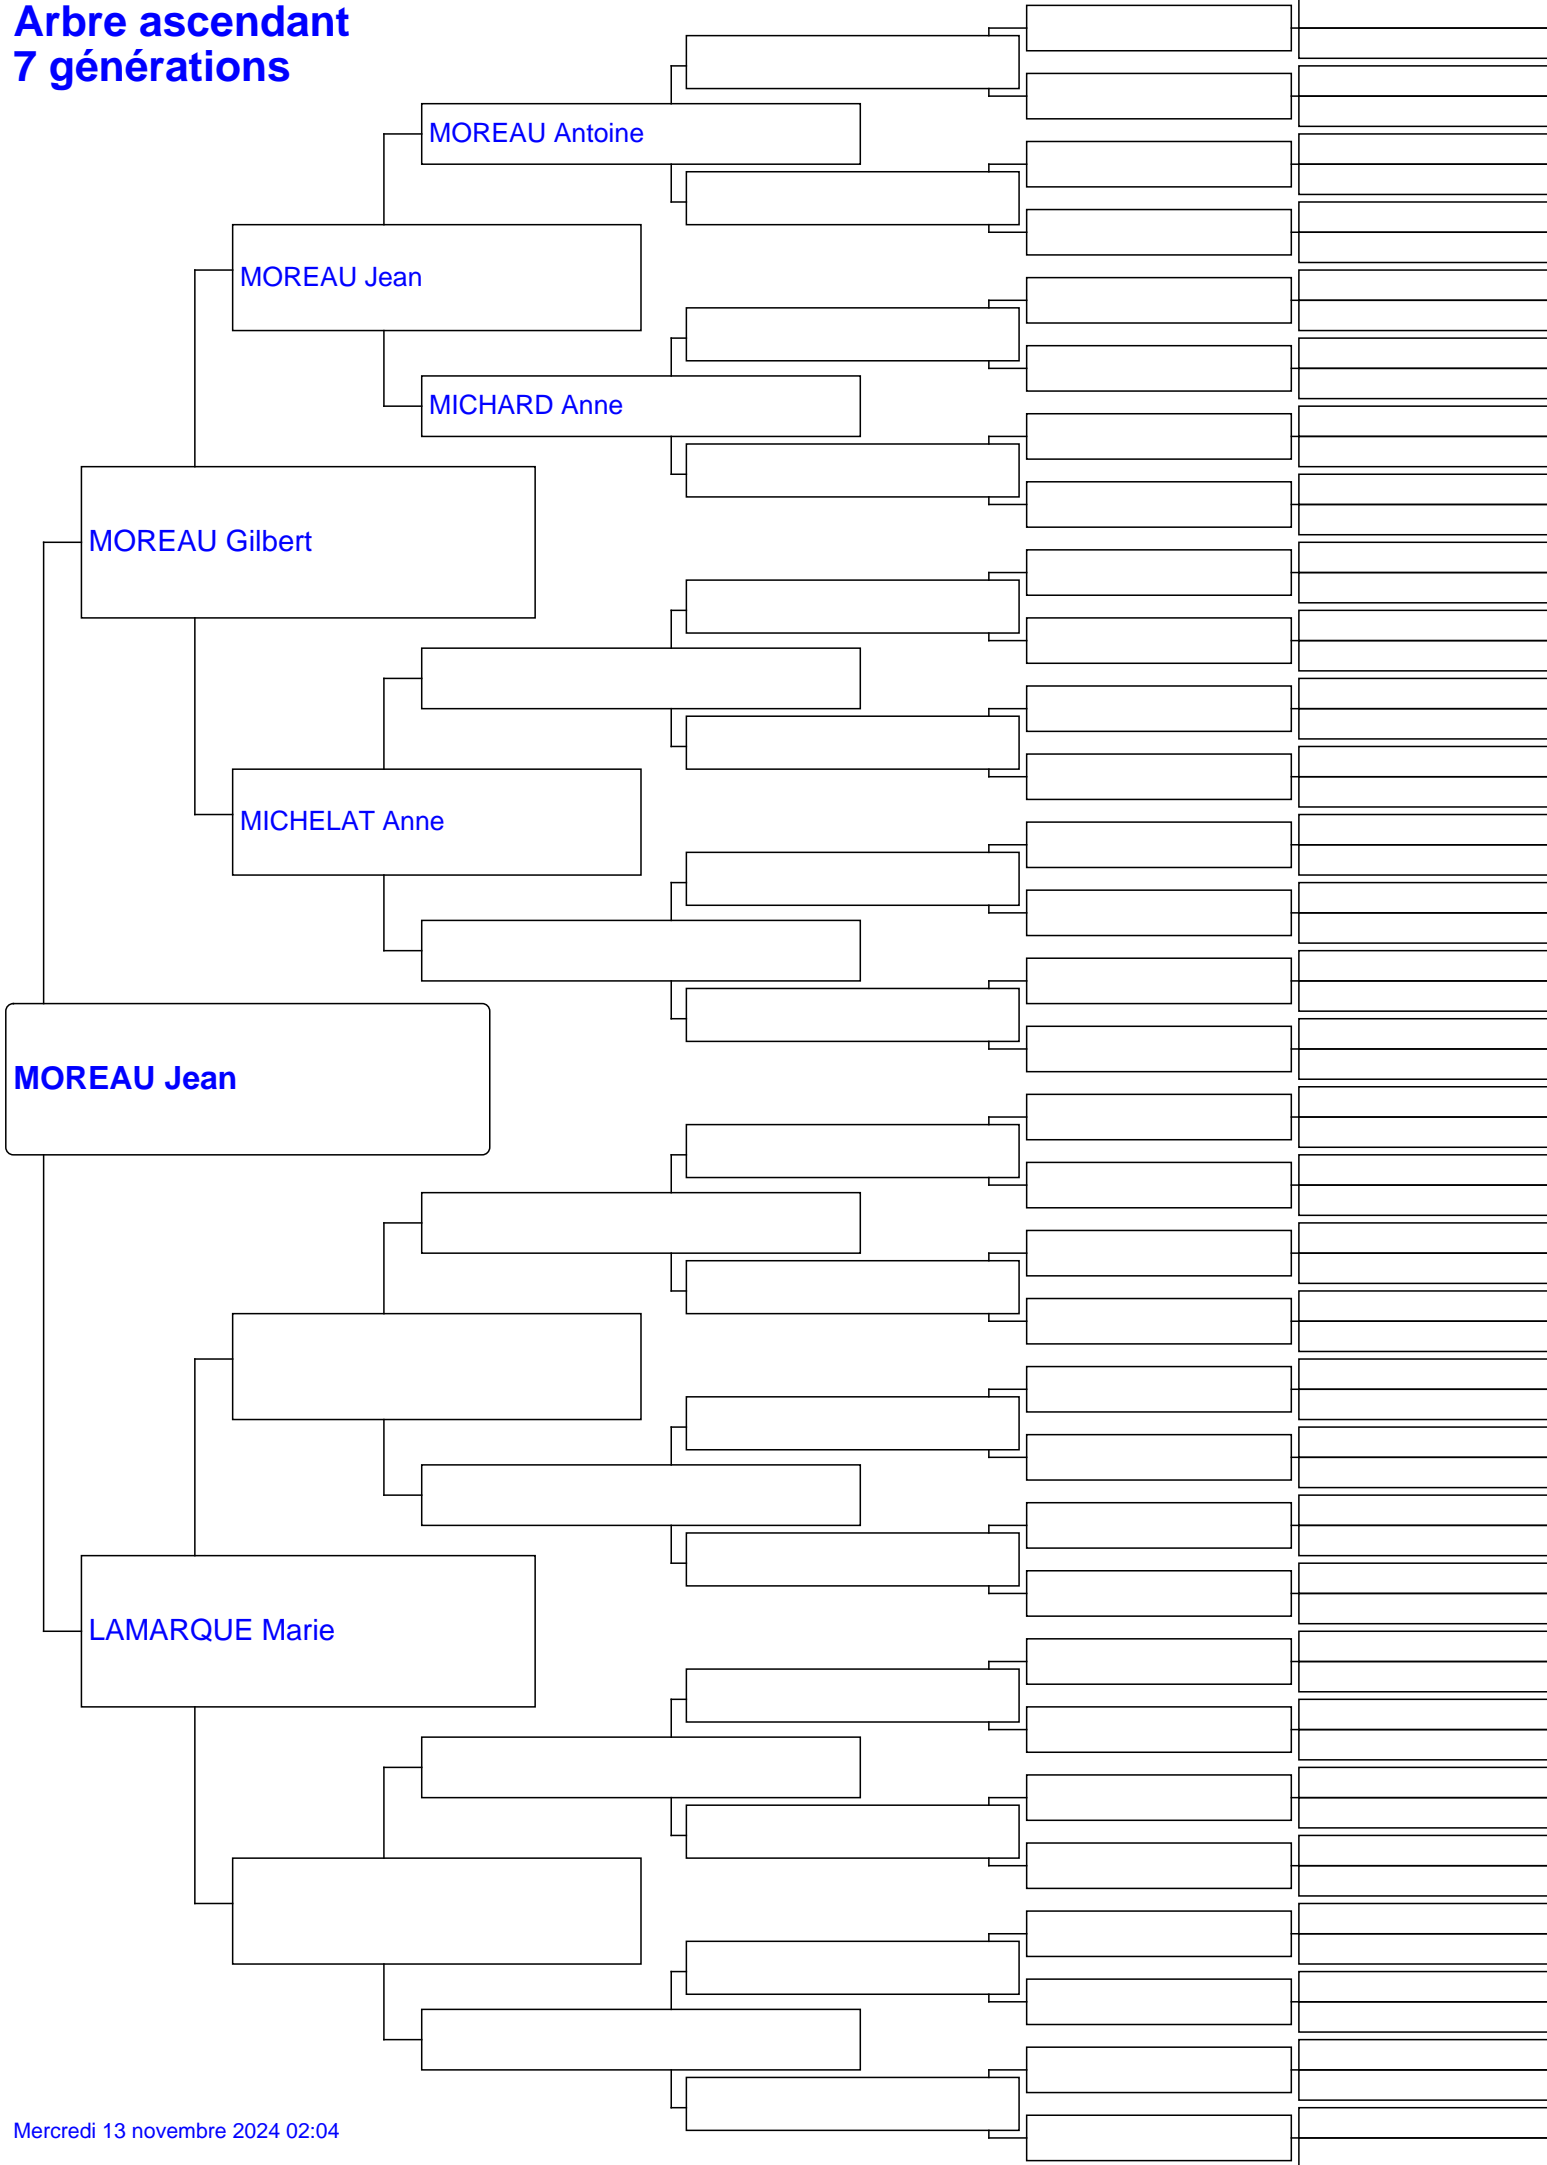 Arbre ascendant
7 générations
MOREAU Antoine
MOREAU Jean
MICHARD Anne
MOREAU Gilbert
MICHELAT Anne
MOREAU Jean
LAMARQUE Marie
Mercredi 13 novembre 2024 02:04